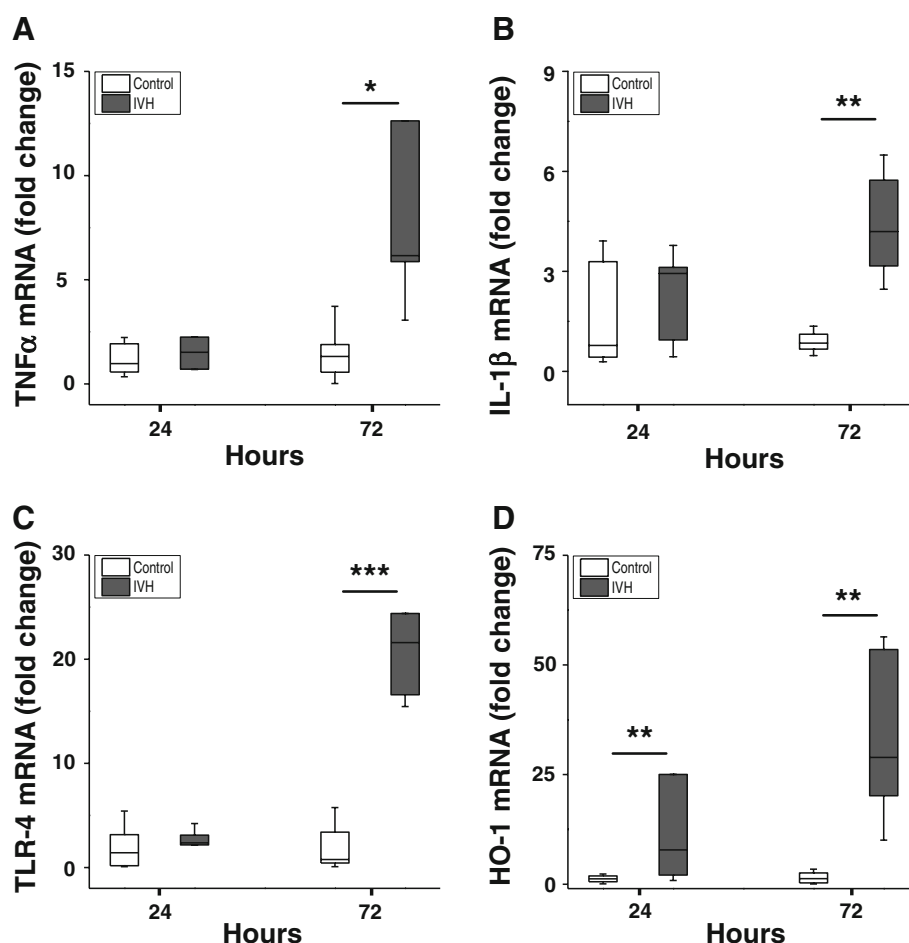 A
TNFα mRNA (fold change)
15
10
5
0
Control
IVH
*
24
72
Hours
B
IL-1β mRNA (fold change)
9
6
3
0
Control
IVH
**
24
72
Hours
C
TLR-4 mRNA (fold change)
30
20
10
0
Control
IVH
***
24
72
Hours
D
HO-1 mRNA (fold change)
75
50
25
0
Control
IVH
**
**
24
72
Hours